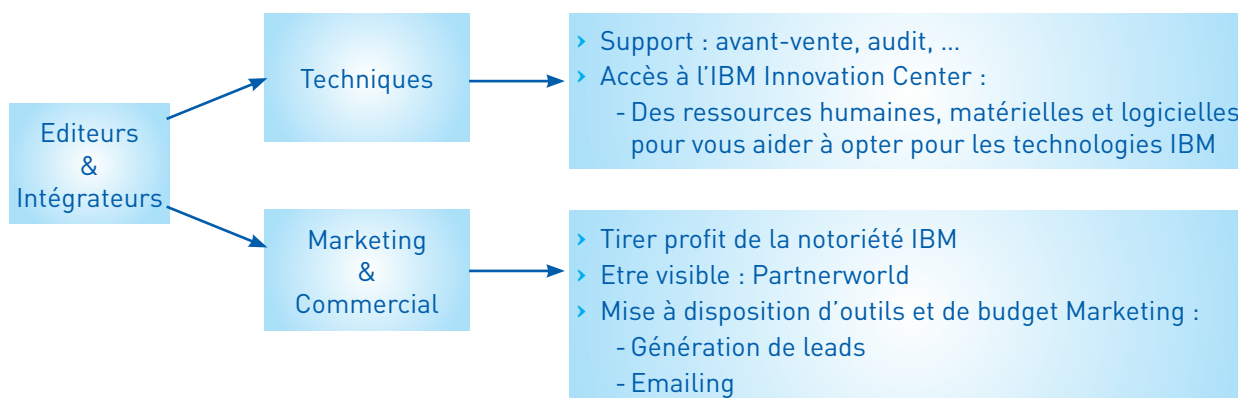 Editeurs
&
Intégrateurs
Techniques
› Support : avant-vente, audit, ...
› Accès à l’IBM Innovation Center :
- Des ressources humaines, matérielles et logicielles
pour vous aider à opter pour les technologies IBM
Marketing
&
Commercial
› Tirer profit de la notoriété IBM
› Etre visible : Partnerworld
› Mise à disposition d’outils et de budget Marketing :
- Génération de leads
- Emailing